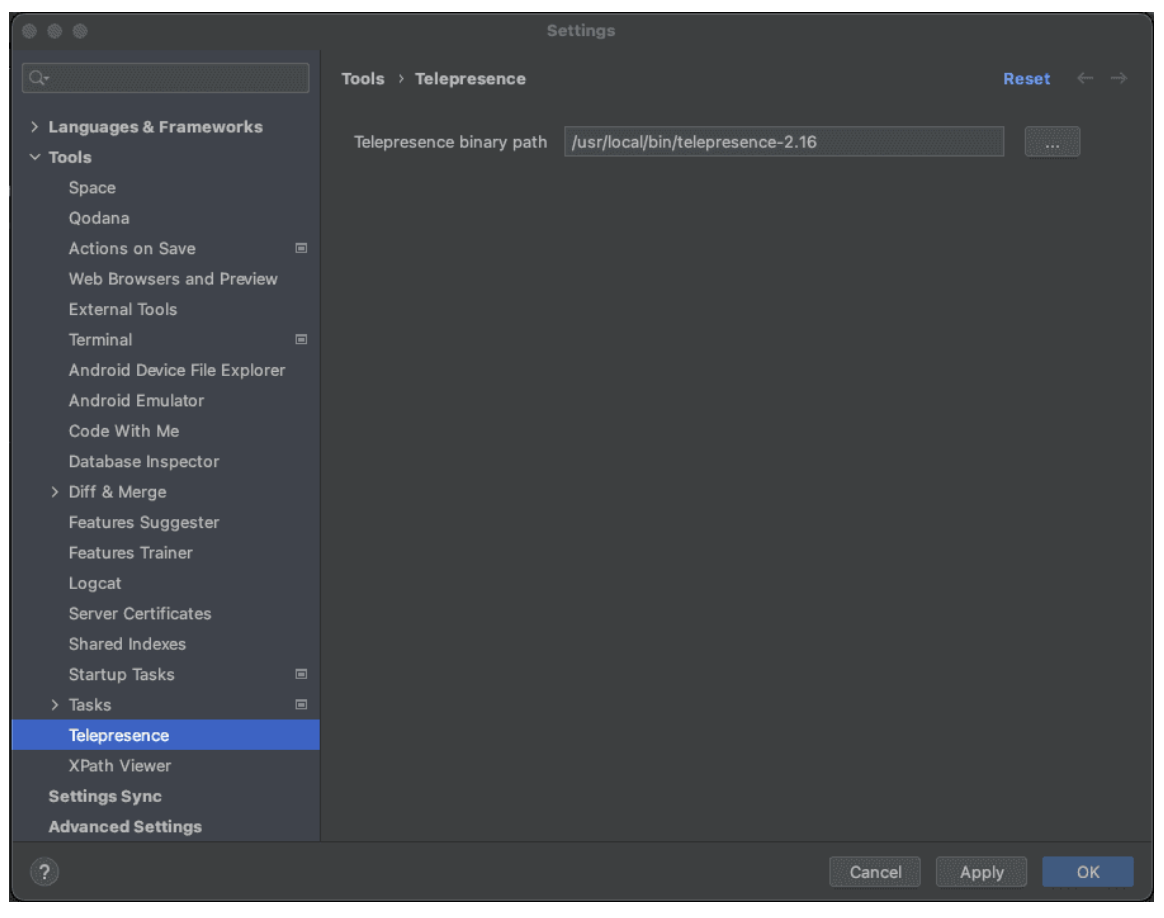 Settings
Tools › Telepresence
Reset
Languages & Frameworks
Telepresence binary path
/usr/local/bin/telepresence-2.16
...
Tools
Space
Qodana
Actions on Save
Web Browsers and Preview
External Tools
Terminal
Android Device File Explorer
Android Emulator
Code With Me
Database Inspector
Diff & Merge
Features Suggester
Features Trainer
Logcat
Server Certificates
Shared Indexes
Startup Tasks
Tasks
Telepresence
XPath Viewer
Settings Sync
Advanced Settings
?
Cancel
Apply
OK